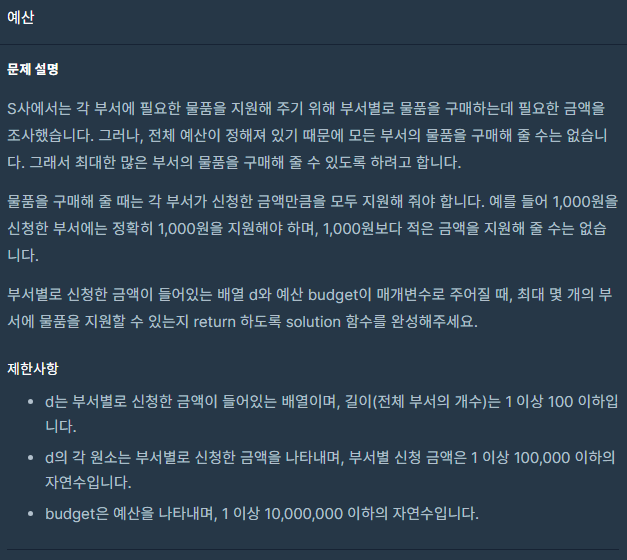 예산
문제 설명
S사에서는 각 부서에 필요한 물품을 지원해 주기 위해 부서별로 물품을 구매하는데 필요한 금액을
조사했습니다. 그러나, 전체 예산이 정해져 있기 때문에 모든 부서의 물품을 구매해 줄 수는 없습니
다. 그래서 최대한 많은 부서의 물품을 구매해 줄 수 있도록 하려고 합니다.
물품을 구매해 줄 때는 각 부서가 신청한 금액만큼을 모두 지원해 줘야 합니다. 예를 들어 1,000원을
신청한 부서에는 정확히 1,000원을 지원해야 하며, 1,000원보다 적은 금액을 지원해 줄 수는 없습
니다.
부서별로 신청한 금액이 들어있는 배열 d와 예산 budget이 매개변수로 주어질 때, 최대 몇 개의 부
서에 물품을 지원할 수 있는지 return 하도록 solution 함수를 완성해주세요.
제한사항
• d는 부서별로 신청한 금액이 들어있는 배열이며, 길이(전체 부서의 개수)는 1 이상 100 이하입
니다.
• d의 각 원소는 부서별로 신청한 금액을 나타내며, 부서별 신청 금액은 1 이상 100,000 이하의
자연수입니다.
• budget은 예산을 나타내며, 1 이상 10,000,000 이하의 자연수입니다.